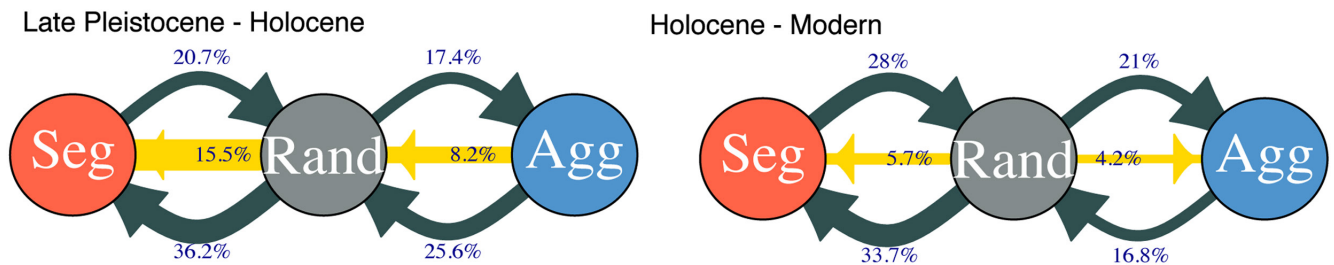 Late Pleistocene - Holocene
20.7%
17.4%
Seg
15.5%
Rand
8.2%
Agg
36.2%
25.6%
Holocene - Modern
28%
21%
Seg
5.7%
Rand
4.2%
Agg
33.7%
16.8%